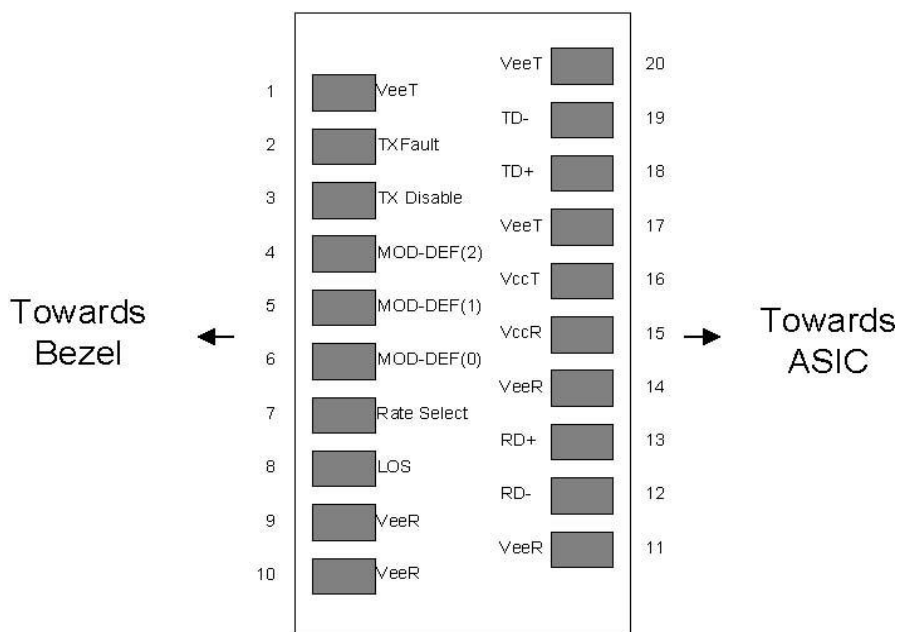 VeeT 20
1 VeeT
TD- 19
2 TXFault
TD+ 18
3 TX Disable
VeeT 17
4 MOD-DEF(2)
VccT 16
5 MOD-DEF(1)
Towards
Bezel
VccR 15
Towards
ASIC
6 MOD-DEF(0)
VeeR 14
7 Rate Select
RD+ 13
8 LOS
RD- 12
9 VeeR
VeeR 11
10 VeeR